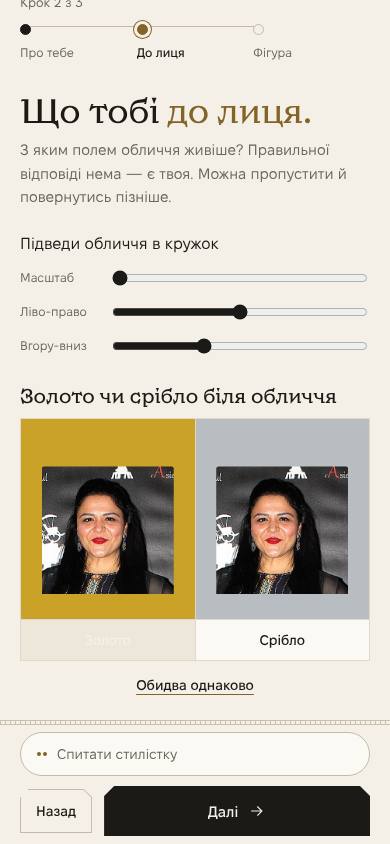 Крок 2 з 3
Про тебе
До лиця
Фігура
Що тобі до лиця.
З яким полем обличчя живіше? Правильної
відповіді нема — є твоя. Можна пропустити й
повернутись пізніше.
Підведи обличчя в кружок
Масштаб
Ліво-право
Вгору-вниз
Золото чи срібло біля обличчя
Золото
Срібло
Обидва однаково
Спитати стилістку
Назад
Далі →